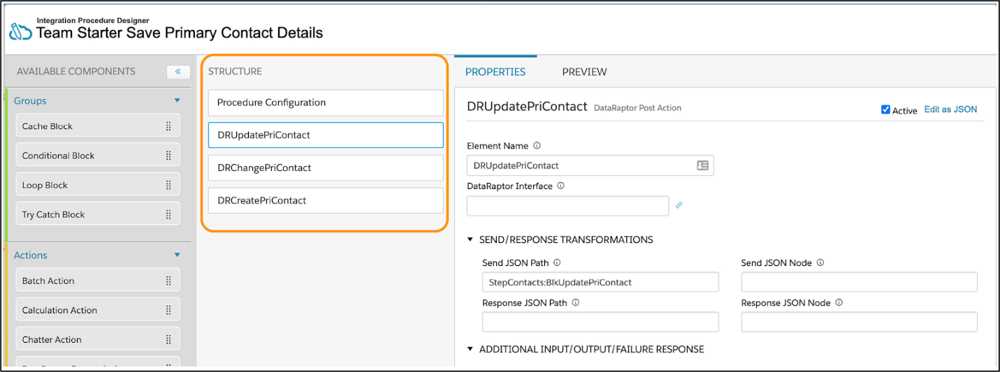 Integration Procedure Designer
Team Starter Save Primary Contact Details
AVAILABLE COMPONENTS
«
Groups
Cache Block
Conditional Block
Loop Block
Try Catch Block
Actions
Batch Action
Calculation Action
Chatter Action
STRUCTURE
Procedure Configuration
DRUpdatePriContact
DRChangePriContact
DRCreatePriContact
PROPERTIES PREVIEW
DRUpdatePriContact DataRaptor Post Action
Active Edit as JSON
Element Name
DRUpdatePriContact
DataRaptor Interface
SEND/RESPONSE TRANSFORMATIONS
Send JSON Path Send JSON Node
StepContacts:BlkUpdatePriContact
Response JSON Path Response JSON Node
ADDITIONAL INPUT/OUTPUT/FAILURE RESPONSE